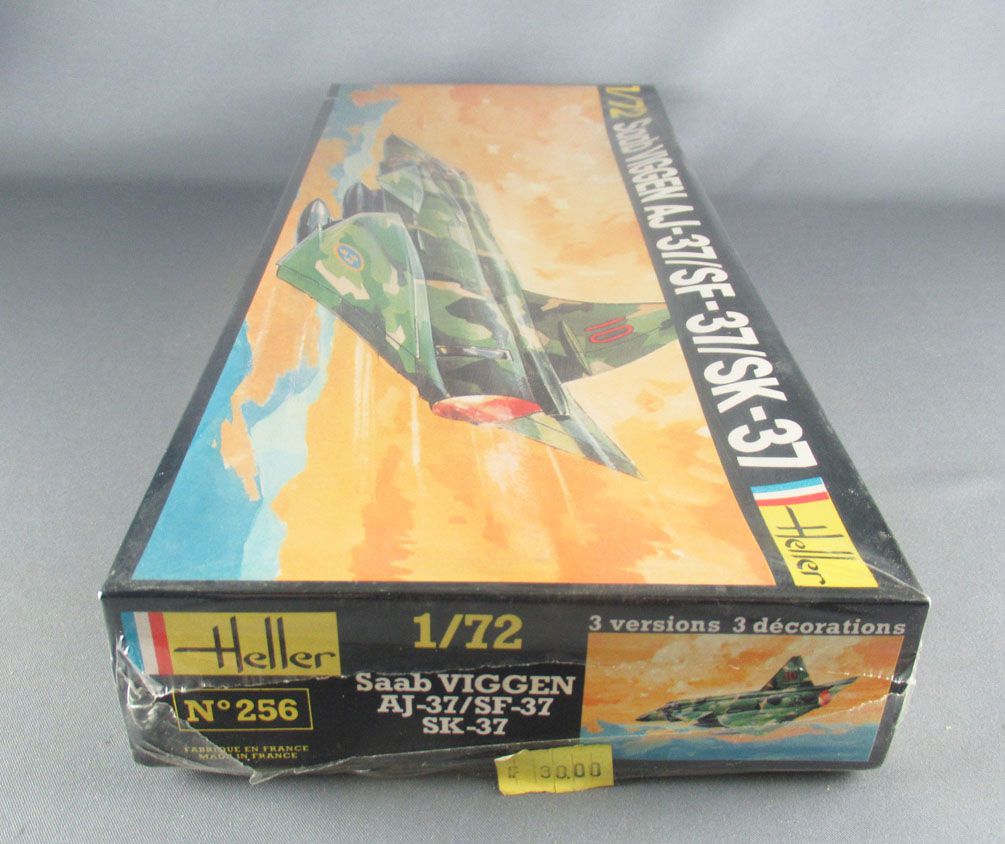 1/72 Saab VIGGEN AJ-37/SF-37/SK-37
Heller
10
Heller
1/72
3 versions 3 décorations
Saab VIGGEN
AJ-37/SF-37
SK-37
N° 256
FABRIQUE EN FRANCE
MADE IN FRANCE
10
F 30.00